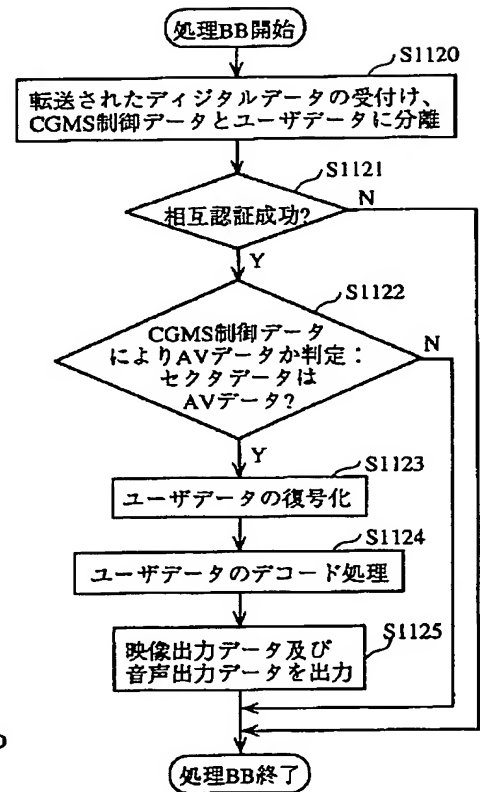 処理BB開始
S1120
転送されたディジタルデータの受付け、
CGMS制御データとユーザデータに分離
S1121
相互認証成功?
N
Y
S1122
CGMS制御データ
によりAVデータか判定:
セクタデータは
AVデータ?
N
Y
S1123
ユーザデータの復号化
S1124
ユーザデータのデコード処理
S1125
映像出力データ及び
音声出力データを出力
処理BB終了